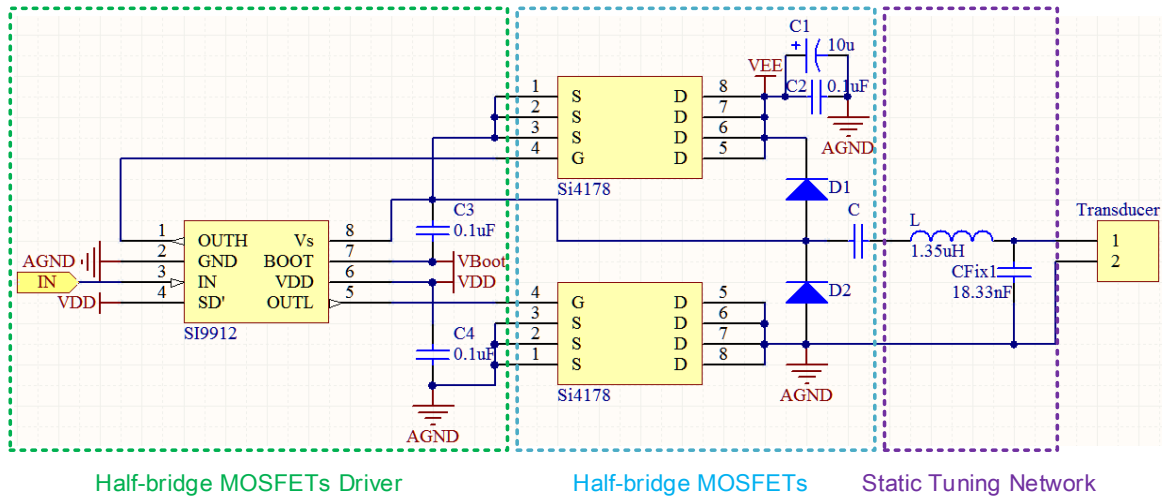 C1
10u
VEE
C2
0.1uF
AGND
1 S D 8
2 S D 7
3 S D 6
4 G D 5
Si4178
D1
C3
0.1uF
C
L
1.35uH
Transducer
1
2
CFix1
18.33nF
1 OUTH Vs 8
AGND 2 GND BOOT 7 VBoot
IN 3 IN VDD 6 VDD
VDD 4 SD' OUTL 5
SI9912
C4
0.1uF
AGND
4 G D 5
3 S D 6
2 S D 7
1 S D 8
Si4178
D2
AGND
Half-bridge MOSFETs Driver
Half-bridge MOSFETs
Static Tuning Network